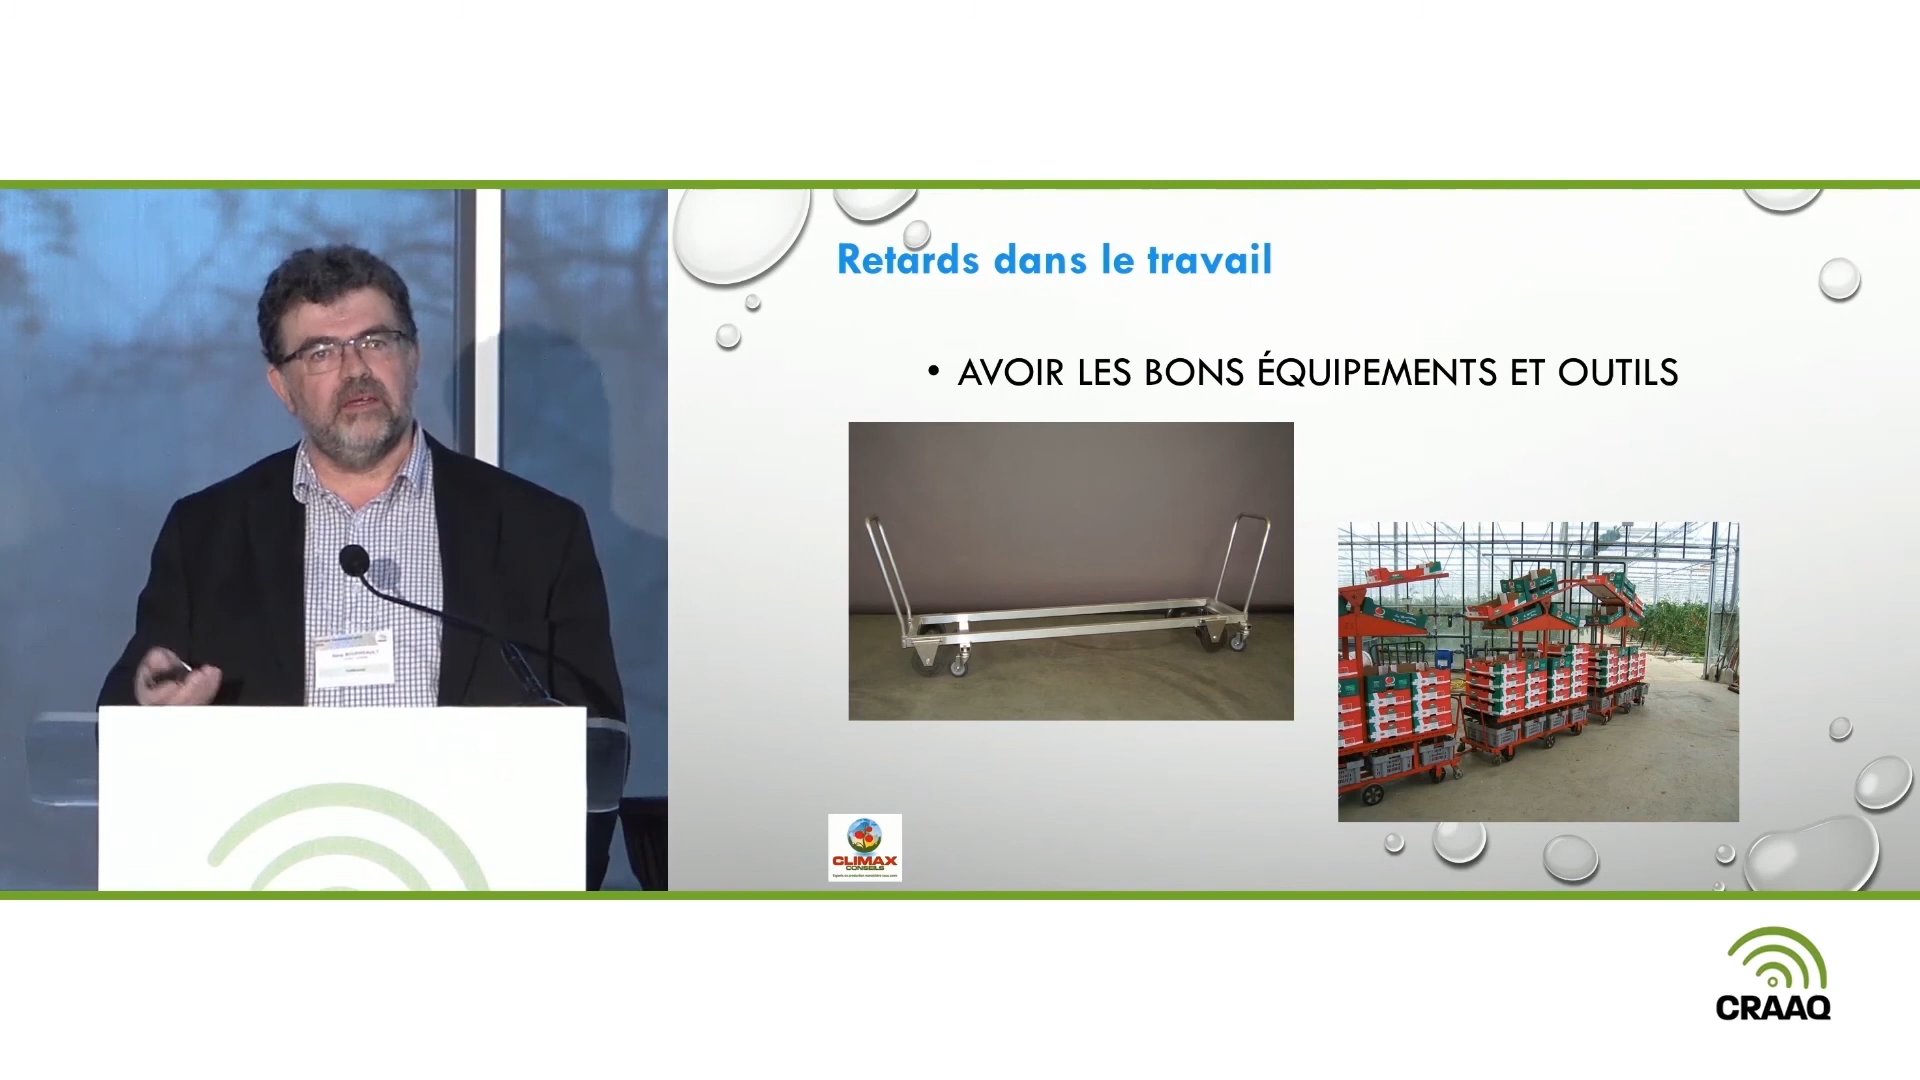 Retards dans le travail
• AVOIR LES BONS ÉQUIPEMENTS ET OUTILS
CLIMAX
CONSEILS
CRAAQ